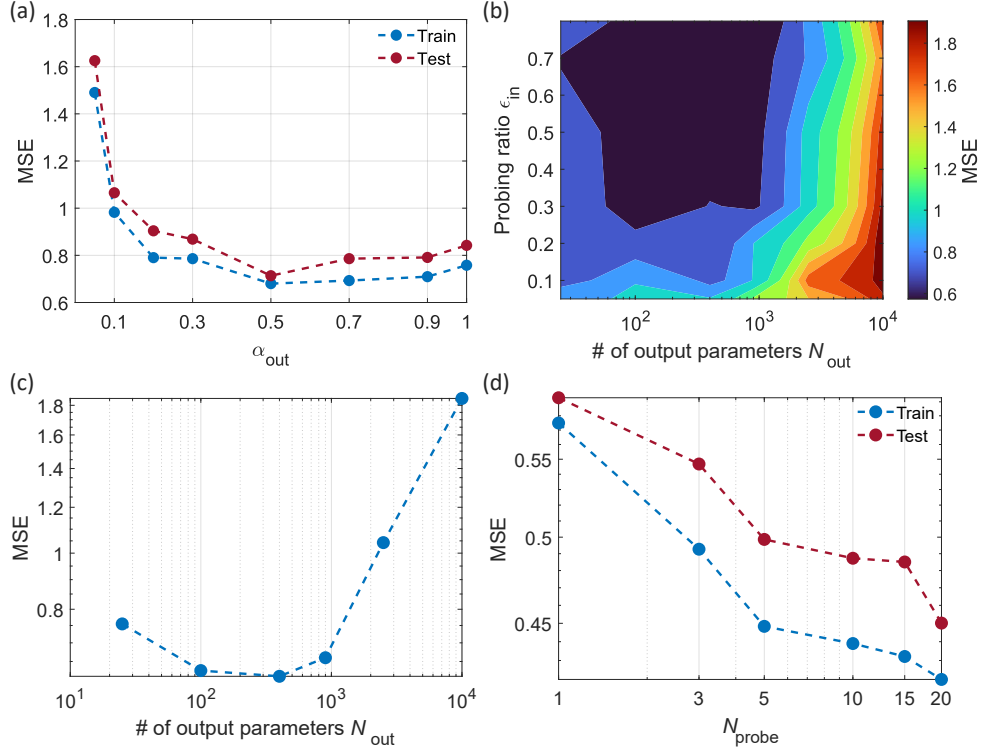 (a)
1.8
1.6
1.4
1.2
1
0.8
0.6
MSE
0.1
0.3
0.5
0.7
0.9
1
α_out
Train
Test
(b)
0.7
0.6
0.5
0.3
0.2
0.1
Probing ratio ϵ_in
10^2
10^3
10^4
# of output parameters N_out
1.8
1.6
1.4
1.2
1
0.8
0.6
MSE
(c)
1.8
1.6
1.4
1.2
1
0.8
MSE
10^1
10^2
10^3
10^4
# of output parameters N_out
(d)
0.55
0.5
0.45
MSE
1
3
5
10
15
20
N_probe
Train
Test